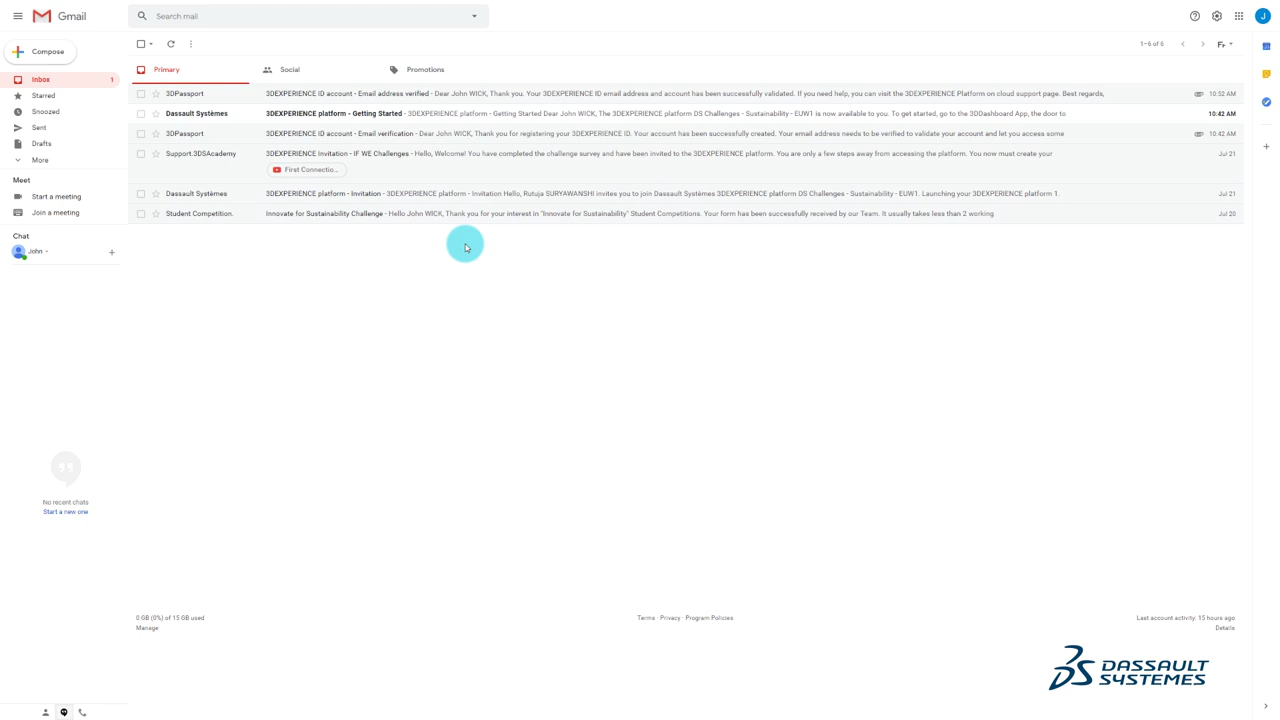 Gmail
Search mail
Compose
1–6 of 6
Primary
Social
Promotions
Inbox 1
Starred
Snoozed
Sent
Drafts
More
3DPassport 3DEXPERIENCE ID account - Email address verified - Dear John WICK, Thank you. Your 3DEXPERIENCE ID email address and account has been successfully validated. If you need help, you can visit the 3DEXPERIENCE Platform on cloud support page. Best regards, 10:52 AM
Dassault Systèmes 3DEXPERIENCE platform - Getting Started - 3DEXPERIENCE platform - Getting Started Dear John WICK, The 3DEXPERIENCE platform DS Challenges - Sustainability - EUW1 is now available to you. To get started, go to the 3DDashboard App, the door to 10:42 AM
3DPassport 3DEXPERIENCE ID account - Email verification - Dear John WICK, Thank you for registering your 3DEXPERIENCE ID. Your account has been successfully created. Your email address needs to be verified to validate your account and let you access some 10:42 AM
Support.3DSAcademy 3DEXPERIENCE Invitation - IF WE Challenges - Hello, Welcome! You have completed the challenge survey and have been invited to the 3DEXPERIENCE platform. You are only a few steps away from accessing the platform. You now must create your Jul 21
First Connectio...
Dassault Systèmes 3DEXPERIENCE platform - Invitation - 3DEXPERIENCE platform - Invitation Hello, Rutuja SURYAWANSHI invites you to join Dassault Systèmes 3DEXPERIENCE platform DS Challenges - Sustainability - EUW1. Launching your 3DEXPERIENCE platform 1. Jul 21
Student Competition. Innovate for Sustainability Challenge - Hello John WICK, Thank you for your interest in "Innovate for Sustainability" Student Competitions. Your form has been successfully received by our Team. It usually takes less than 2 working Jul 20
Meet
Start a meeting
Join a meeting
Chat
John
No recent chats
Start a new one
0 GB (0%) of 15 GB used
Manage
Terms · Privacy · Program Policies
Last account activity: 15 hours ago
Details
J
DASSAULT
SYSTEMES